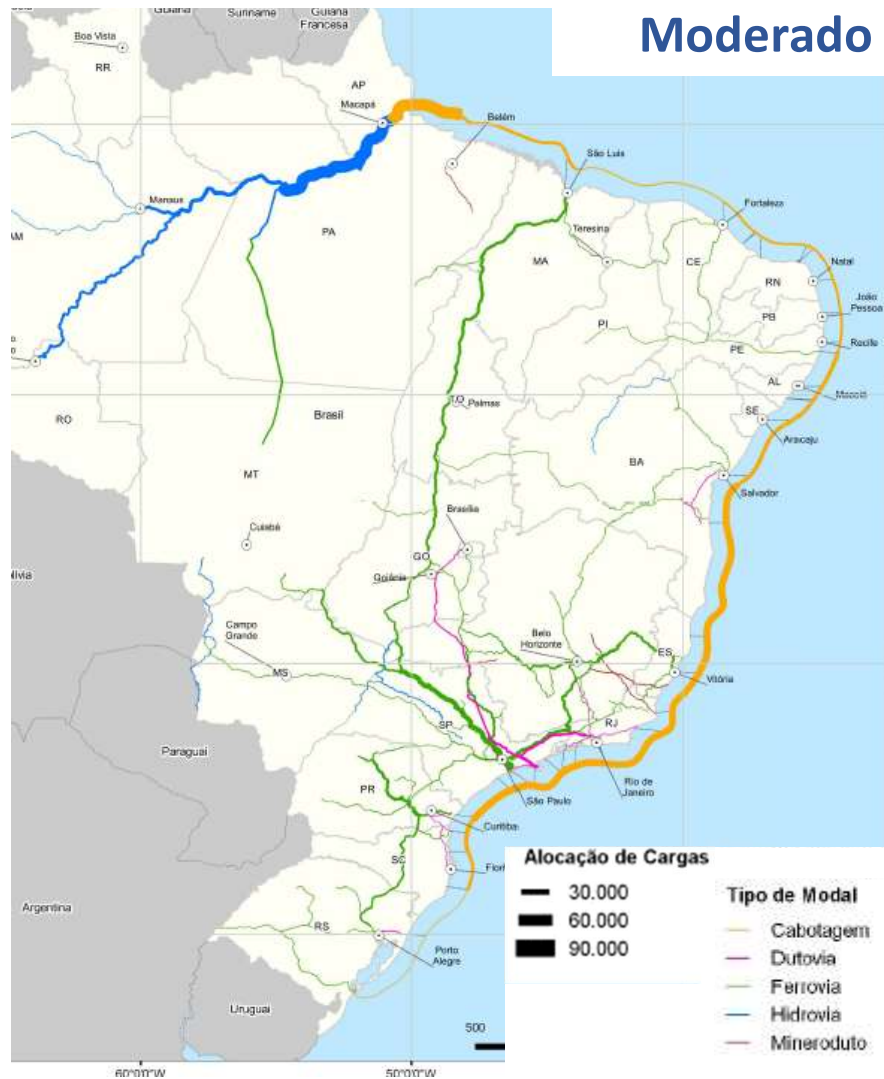 Moderado
Suriname
Guiana
Francesa
Boa Vista
RR
AP
Macapá
Belém
São Luis
Fortaleza
Manaus
AM
PA
Teresina
MA
CE
Natal
RN
João
Pessoa
PB
PI
Recife
PE
AL
Maceió
TO
Palmas
SE
Aracaju
Brasil
RO
BA
MT
Salvador
Brasília
Cuiabá
GO
Goiânia
Campo
Grande
Belo
Horizonte
ES
MS
Vitória
SP
RJ
Paraguai
Rio de
Janeiro
São Paulo
PR
Curitiba
SC
Argentina
RS
Porto
Alegre
Uruguai
500
60°0'0"W
50°0'0"W
Alocação de Cargas
30.000
60.000
90.000
Tipo de Modal
Cabotagem
Dutovia
Ferrovia
Hidrovia
Mineroduto